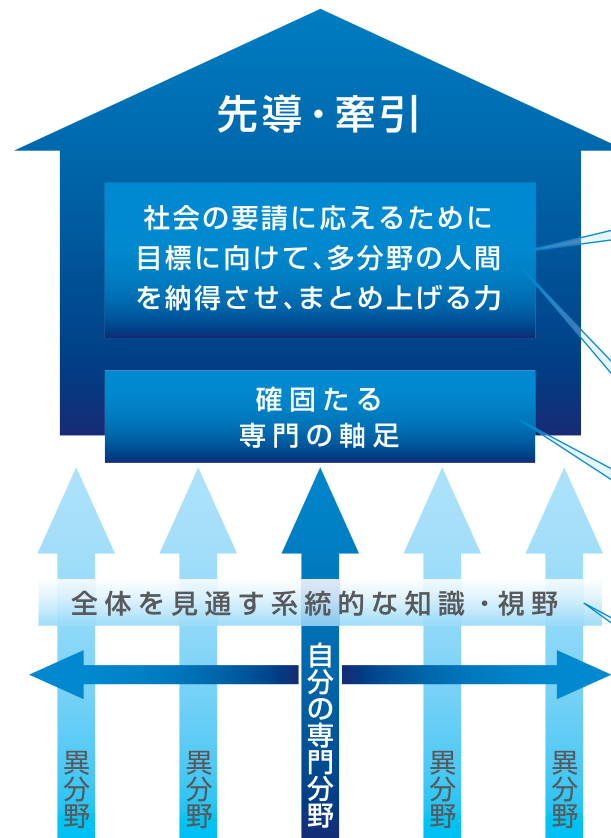 先導・牽引
社会の要請に応えるために
目標に向けて、多分野の人間
を納得させ、まとめ上げる力
確固たる
専門の軸足
全体を見通す系統的な知識・視野
異分野
異分野
自分の専門分野
異分野
異分野